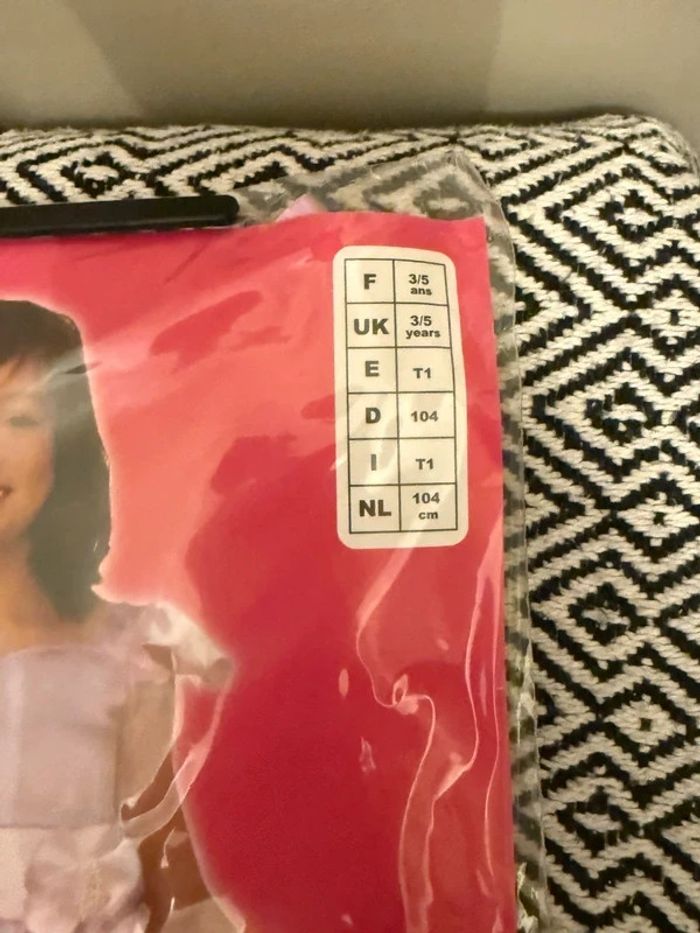 F 3/5 ans
UK 3/5 years
E T1
D 104
I T1
NL 104 cm